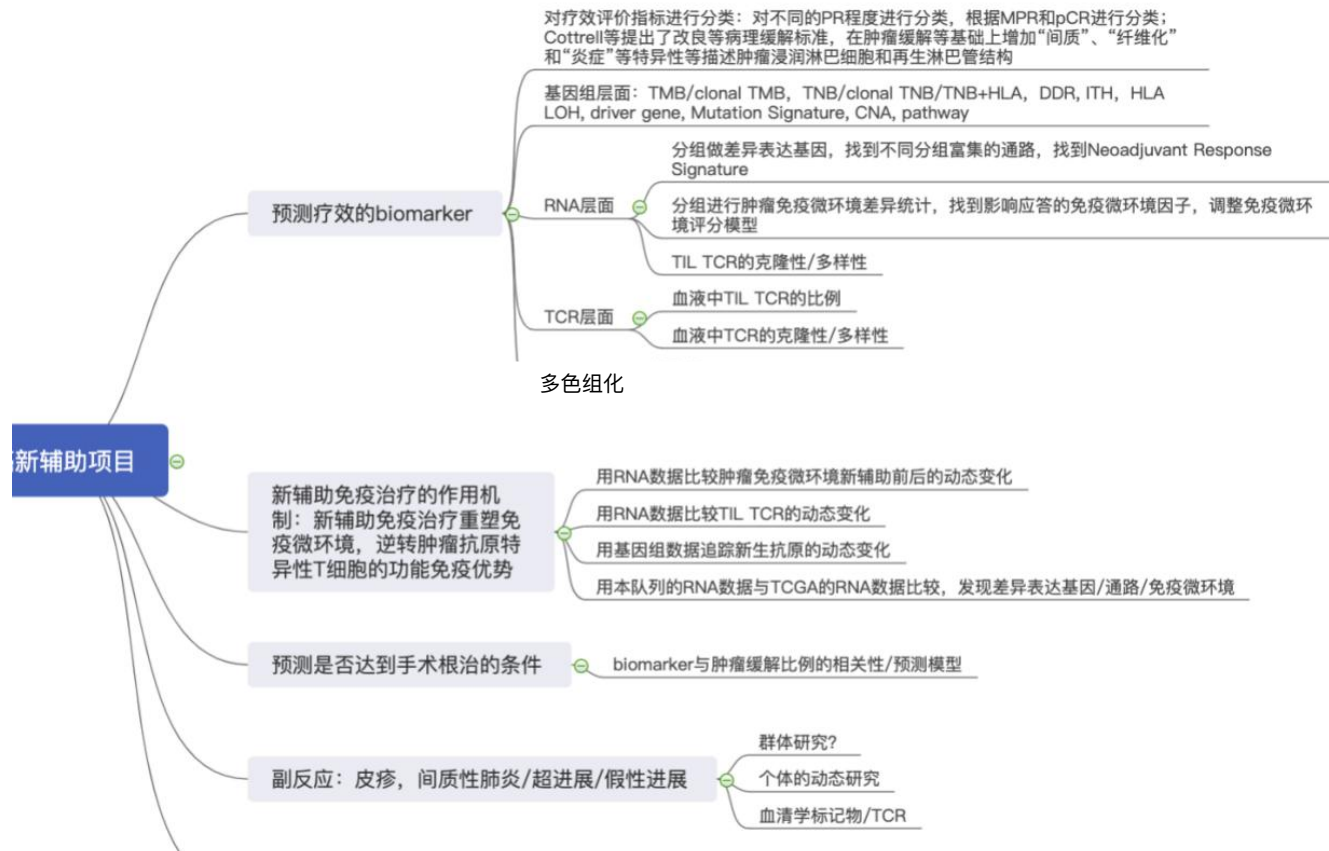 对疗效评价指标进行分类：对不同的PR程度进行分类，根据MPR和pCR进行分类；
Cottrell等提出了改良等病理缓解标准，在肿瘤缓解等基础上增加“间质”、“纤维化”
和“炎症”等特异性等描述肿瘤浸润淋巴细胞和再生淋巴管结构
基因组层面：TMB/clonal TMB，TNB/clonal TNB/TNB+HLA，DDR, ITH，HLA
LOH, driver gene, Mutation Signature, CNA, pathway
预测疗效的biomarker
RNA层面
分组做差异表达基因，找到不同分组富集的通路，找到Neoadjuvant Response
Signature
分组进行肿瘤免疫微环境差异统计，找到影响应答的免疫微环境因子，调整免疫微环
境评分模型
TIL TCR的克隆性/多样性
TCR层面
血液中TIL TCR的比例
血液中TCR的克隆性/多样性
多色组化
新辅助项目
新辅助免疫治疗的作用机
制：新辅助免疫治疗重塑免
疫微环境，逆转肿瘤抗原特
异性T细胞的功能免疫优势
用RNA数据比较肿瘤免疫微环境新辅助前后的动态变化
用RNA数据比较TIL TCR的动态变化
用基因组数据追踪新生抗原的动态变化
用本队列的RNA数据与TCGA的RNA数据比较，发现差异表达基因/通路/免疫微环境
预测是否达到手术根治的条件
biomarker与肿瘤缓解比例的相关性/预测模型
副反应：皮疹，间质性肺炎/超进展/假性进展
群体研究？
个体的动态研究
血清学标记物/TCR